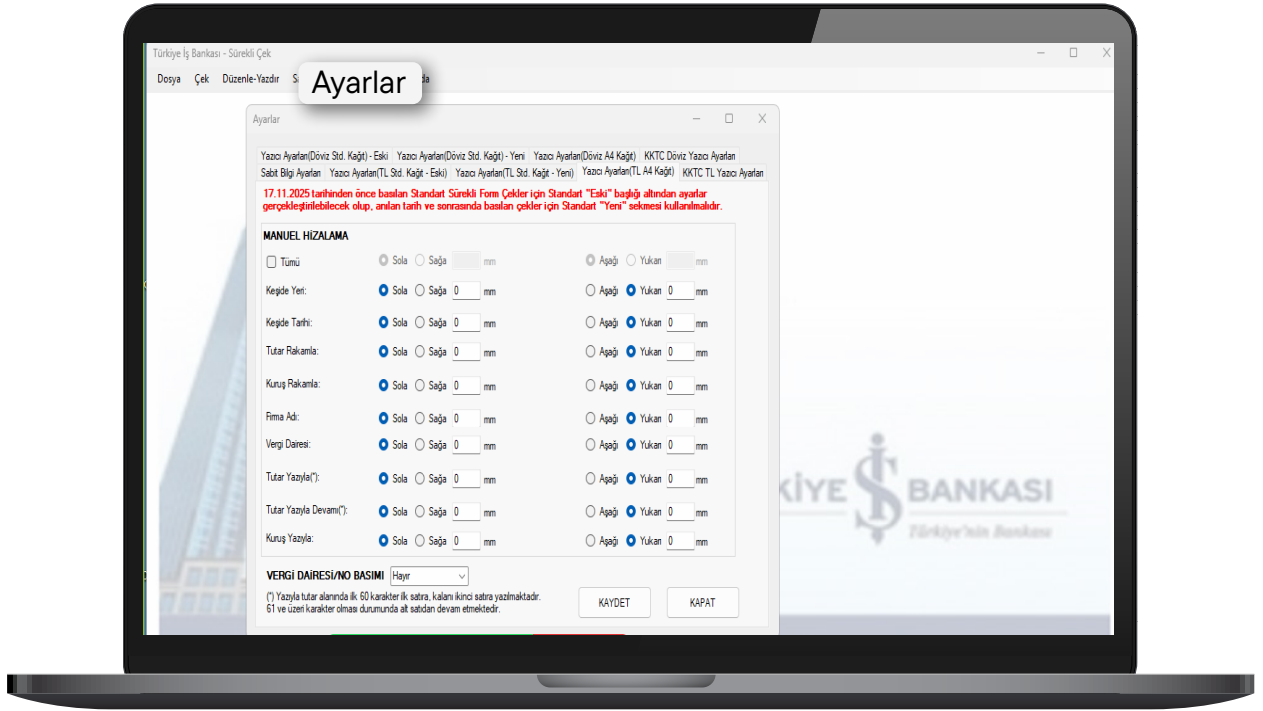 Türkiye İş Bankası - Sürekli Çek
Dosya Çek Düzenle-Yazdır
Ayarlar
Ayarlar
Yazıcı Ayarları(Döviz Std. Kağıt) - Eski Yazıcı Ayarları(Döviz Std. Kağıt) - Yeni Yazıcı Ayarları(Döviz A4 Kağıt) KKTC Döviz Yazıcı Ayarları
Sabit Bilgi Ayarları Yazıcı Ayarları(TL Std. Kağıt - Eski) Yazıcı Ayarları(TL Std. Kağıt - Yeni) Yazıcı Ayarları(TL A4 Kağıt) KKTC TL Yazıcı Ayarları
17.11.2025 tarihinden önce basılan Standart Sürekli Form Çekler için Standart "Eski" başlığı altından ayarlar
gerçekleştirilebilecek olup, anılan tarih ve sonrasında basılan çekler için Standart "Yeni" sekmesi kullanılmalıdır.
MANUEL HİZALAMA
Tümü Sola Sağa mm Aşağı Yukarı mm
Keşide Yeri: Sola Sağa 0 mm Aşağı Yukarı 0 mm
Keşide Tarihi: Sola Sağa 0 mm Aşağı Yukarı 0 mm
Tutar Rakamla: Sola Sağa 0 mm Aşağı Yukarı 0 mm
Kuruş Rakamla: Sola Sağa 0 mm Aşağı Yukarı 0 mm
Firma Adı: Sola Sağa 0 mm Aşağı Yukarı 0 mm
Vergi Dairesi: Sola Sağa 0 mm Aşağı Yukarı 0 mm
Tutar Yazıyla(*): Sola Sağa 0 mm Aşağı Yukarı 0 mm
Tutar Yazıyla Devamı(*): Sola Sağa 0 mm Aşağı Yukarı 0 mm
Kuruş Yazıyla: Sola Sağa 0 mm Aşağı Yukarı 0 mm
VERGİ DAİRESİ/NO BASIMI Hayır
(*) Yazıyla tutar alanında ilk 60 karakter ilk satıra, kalanı ikinci satıra yazılmaktadır.
61 ve üzeri karakter olması durumunda alt satıdan devam etmektedir.
KAYDET KAPAT
KİYE İŞ BANKASI
Türkiye'nin Bankası